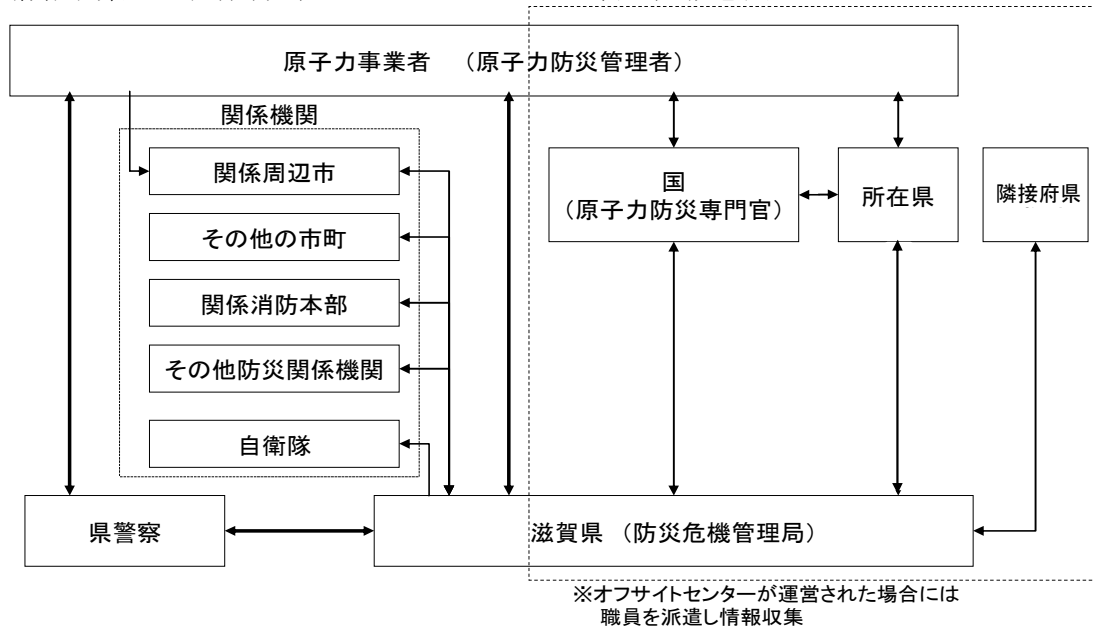 原子力事業者 （原子力防災管理者）
関係機関
関係周辺市
その他の市町
関係消防本部
その他防災関係機関
自衛隊
国
（原子力防災専門官）
所在県
隣接府県
県警察
滋賀県 （防災危機管理局）
※オフサイトセンターが運営された場合には
職員を派遣し情報収集